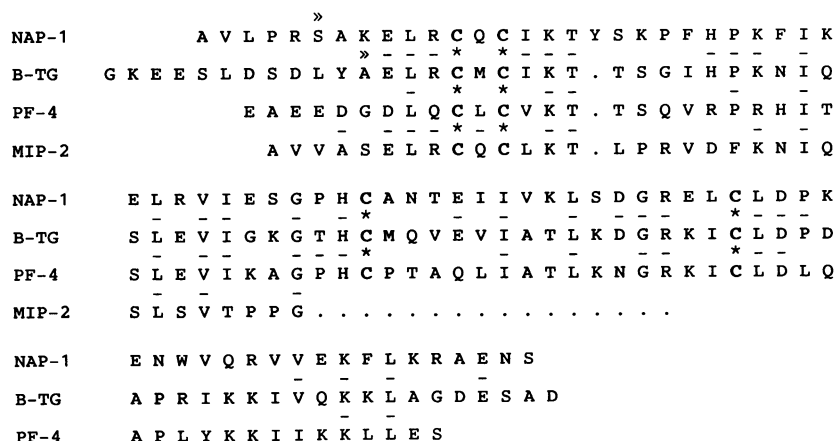 »
NAP-1 A V L P R S A K E L R C Q C I K T Y S K P F H P K F I K
» – – – * – * – – – – – – –
B-TG G K E E S L D S D L Y A E L R C M C I K T . T S G I H P K N I Q
– * * – – – –
PF-4 E A E E D G D L Q C L C V K T . T S Q V R P R H I T
– – – – * – * – – – –
MIP-2 A V V A S E L R C Q C L K T . L P R V D F K N I Q
NAP-1 E L R V I E S G P H C A N T E I I V K L S D G R E L C L D P K
– – – – – * – – – – – * – – –
B-TG S L E V I G K G T H C M Q V E V I A T L K D G R K I C L D P D
– – – – – – * – – – – * – –
PF-4 S L E V I K A G P H C P T A Q L I A T L K N G R K I C L D L Q
– – –
MIP-2 S L S V T P P G . . . . . . . . . . . . . . . .
NAP-1 E N W V Q R V V E K F L K R A E N S
– – – –
B-TG A P R I K K I V Q K K L A G D E S A D
– –
PF-4 A P L Y K K I I K K L L E S